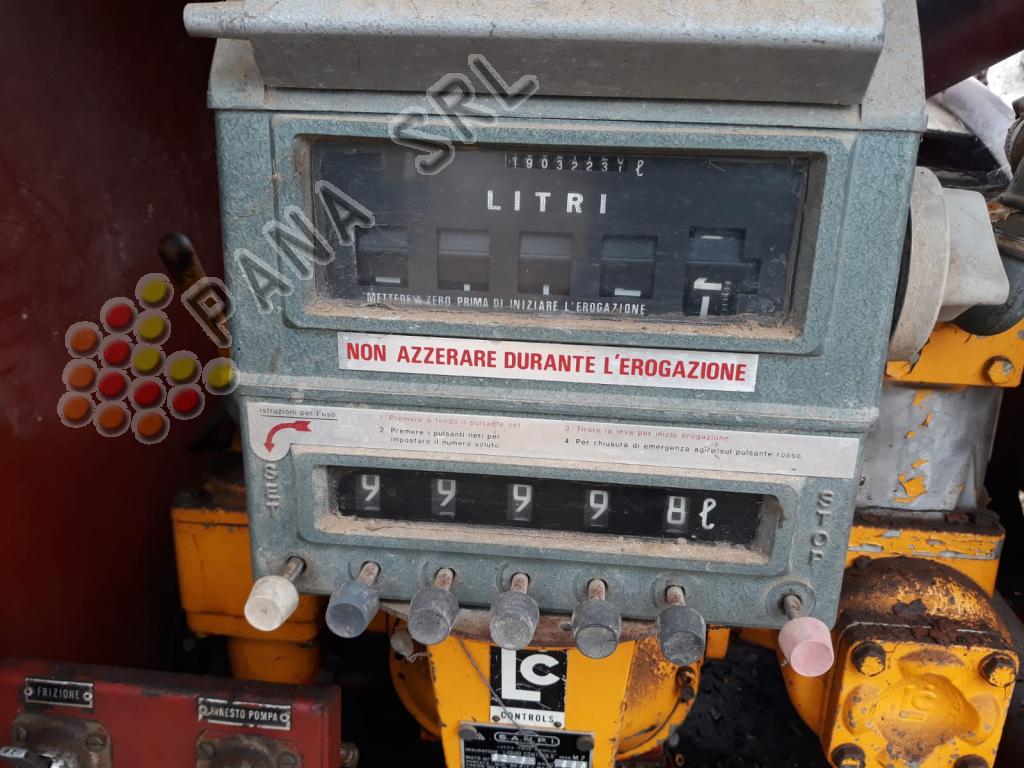 PANA SRL
19032231 ℓ
LITRI
METTERE A ZERO PRIMA DI INIZIARE L'EROGAZIONE
NON AZZERARE DURANTE L'EROGAZIONE
Istruzioni per l'uso.
1. Premere a fondo il pulsante set
2. Premere i pulsanti neri per
impostare il numero voluto
3. Tirare la leva per inizio erogazione
4. Per chiusura di emergenza agire sul pulsante rosso.
SET
9 9 9 9 8 ℓ
STOP
LC
CONTROLS
FRIZIONE
INNESTO POMPA
SAMPI